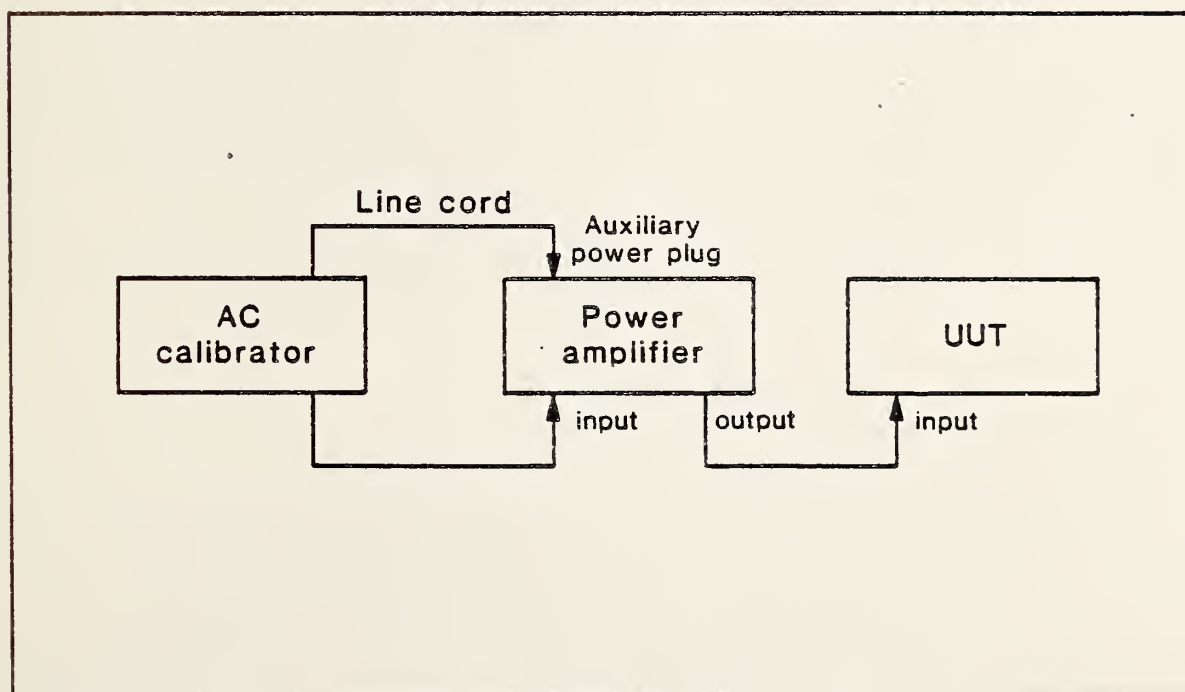 Line cord
Auxiliary
power plug
AC
calibrator
Power
amplifier
UUT
input
output
input